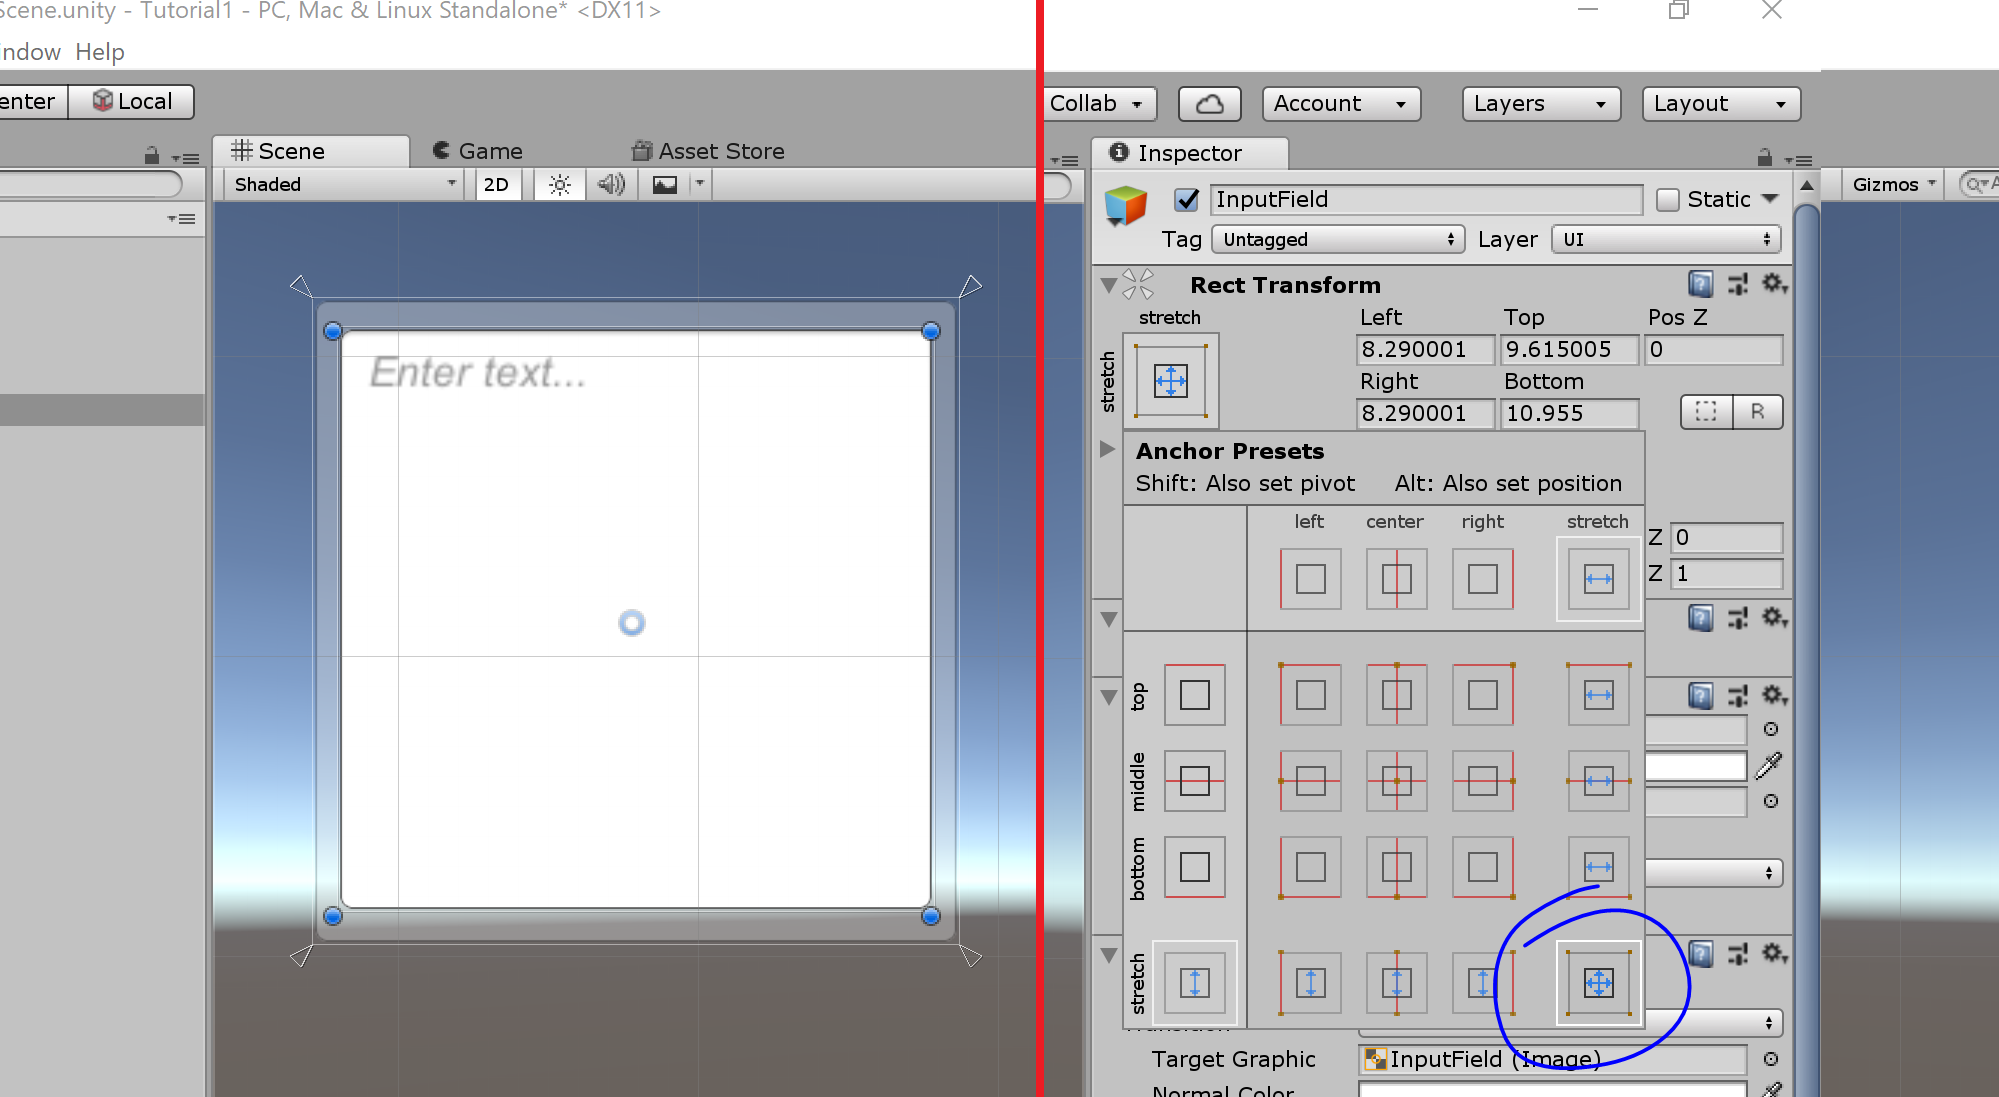 Scene.unity - Tutorial1 - PC, Mac & Linux Standalone* <DX11>
indow Help
enter Local
Collab Account Layers Layout
Scene Game Asset Store
Inspector
Shaded 2D
Gizmos
InputField Static
Tag Untagged Layer UI
Rect Transform
stretch
stretch
Left Top Pos Z
8.290001 9.615005 0
Right Bottom
8.290001 10.955
R
Enter text...
Anchor Presets
Shift: Also set pivot Alt: Also set position
left center right stretch
Z 0
Z 1
top
middle
bottom
stretch
Target Graphic InputField (Image)
Normal Color